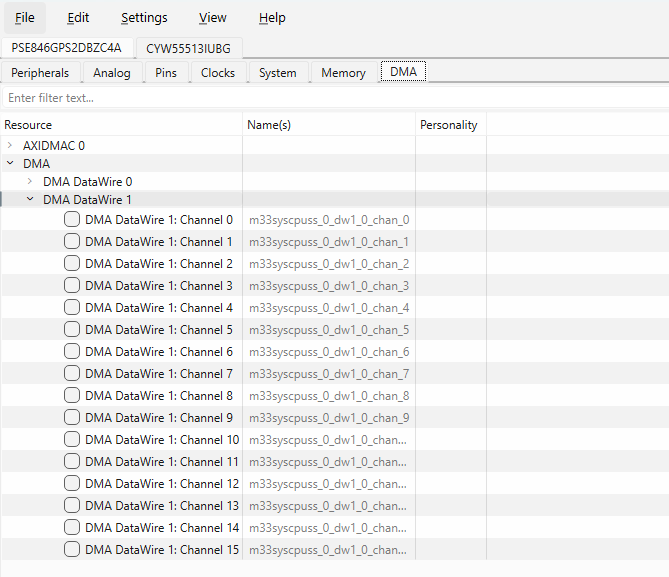 File Edit Settings View Help
PSE846GPS2DBZC4A CYW55513IUBG
Peripherals Analog Pins Clocks System Memory DMA
Enter filter text...
Resource Name(s) Personality
AXIDMAC 0
DMA
DMA DataWire 0
DMA DataWire 1
DMA DataWire 1: Channel 0 m33syscpuss_0_dw1_0_chan_0
DMA DataWire 1: Channel 1 m33syscpuss_0_dw1_0_chan_1
DMA DataWire 1: Channel 2 m33syscpuss_0_dw1_0_chan_2
DMA DataWire 1: Channel 3 m33syscpuss_0_dw1_0_chan_3
DMA DataWire 1: Channel 4 m33syscpuss_0_dw1_0_chan_4
DMA DataWire 1: Channel 5 m33syscpuss_0_dw1_0_chan_5
DMA DataWire 1: Channel 6 m33syscpuss_0_dw1_0_chan_6
DMA DataWire 1: Channel 7 m33syscpuss_0_dw1_0_chan_7
DMA DataWire 1: Channel 8 m33syscpuss_0_dw1_0_chan_8
DMA DataWire 1: Channel 9 m33syscpuss_0_dw1_0_chan_9
DMA DataWire 1: Channel 10 m33syscpuss_0_dw1_0_chan...
DMA DataWire 1: Channel 11 m33syscpuss_0_dw1_0_chan...
DMA DataWire 1: Channel 12 m33syscpuss_0_dw1_0_chan...
DMA DataWire 1: Channel 13 m33syscpuss_0_dw1_0_chan...
DMA DataWire 1: Channel 14 m33syscpuss_0_dw1_0_chan...
DMA DataWire 1: Channel 15 m33syscpuss_0_dw1_0_chan...